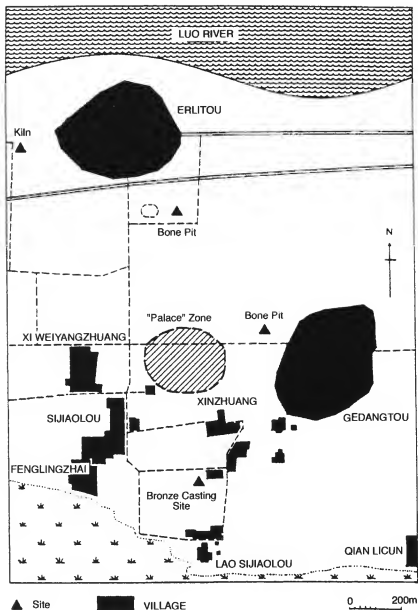 LUO RIVER
ERLITOU
Kiln
Bone Pit
N
"Palace" Zone
Bone Pit
XI WEIYANGZHUANG
XINZHUANG
SIJIAOLOU
GEDANGTOU
FENGLINGZHAI
Bronze Casting
Site
QIAN LICUN
LAO SIJIAOLOU
Site
VILLAGE
0 200m